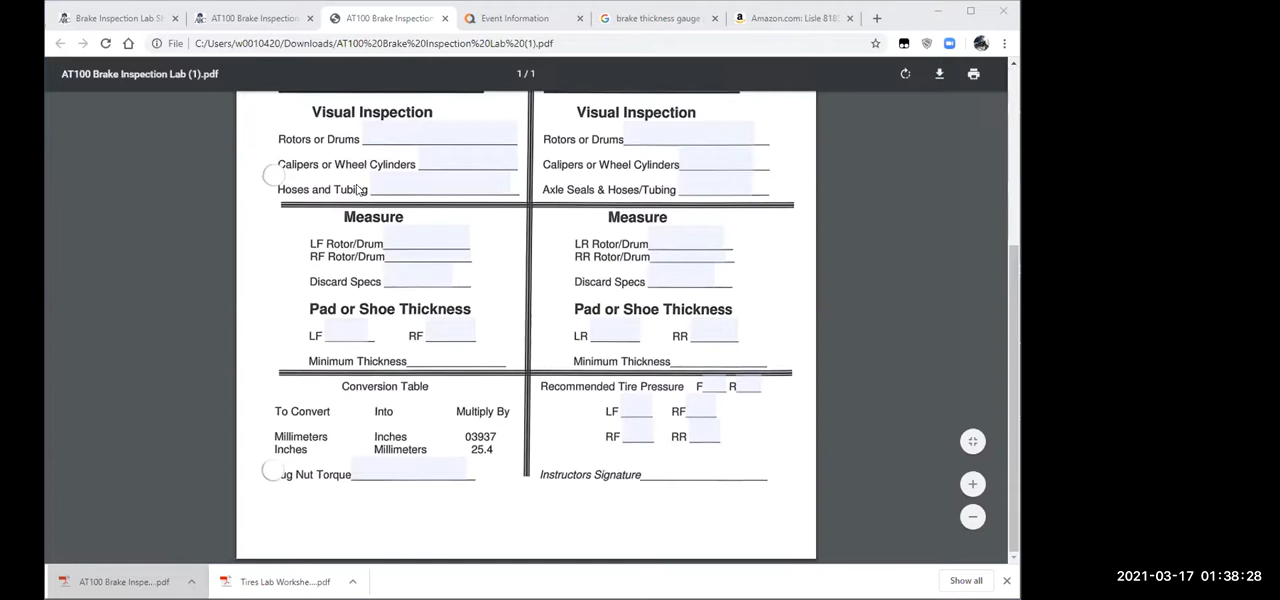 Brake Inspection Lab S
AT100 Brake Inspection
AT100 Brake Inspection
Event Information
brake thickness gauge
Amazon.com: Lisle 818
File
C:/Users/w0010420/Downloads/AT100%20Brake%20Inspection%20Lab%20(1).pdf
AT100 Brake Inspection Lab (1).pdf
1 / 1
Visual Inspection
Rotors or Drums
Calipers or Wheel Cylinders
Hoses and Tubing
Visual Inspection
Rotors or Drums
Calipers or Wheel Cylinders
Axle Seals & Hoses/Tubing
Measure
LF Rotor/Drum
RF Rotor/Drum
Discard Specs
Pad or Shoe Thickness
LF RF
Minimum Thickness
Measure
LR Rotor/Drum
RR Rotor/Drum
Discard Specs
Pad or Shoe Thickness
LR RR
Minimum Thickness
Conversion Table
To Convert Into Multiply By
Millimeters Inches 03937
Inches Millimeters 25.4
ug Nut Torque
Recommended Tire Pressure F R
LF RF
RF RR
Instructors Signature
AT100 Brake Inspe....pdf
Tires Lab Workshe....pdf
Show all
2021-03-17 01:38:28